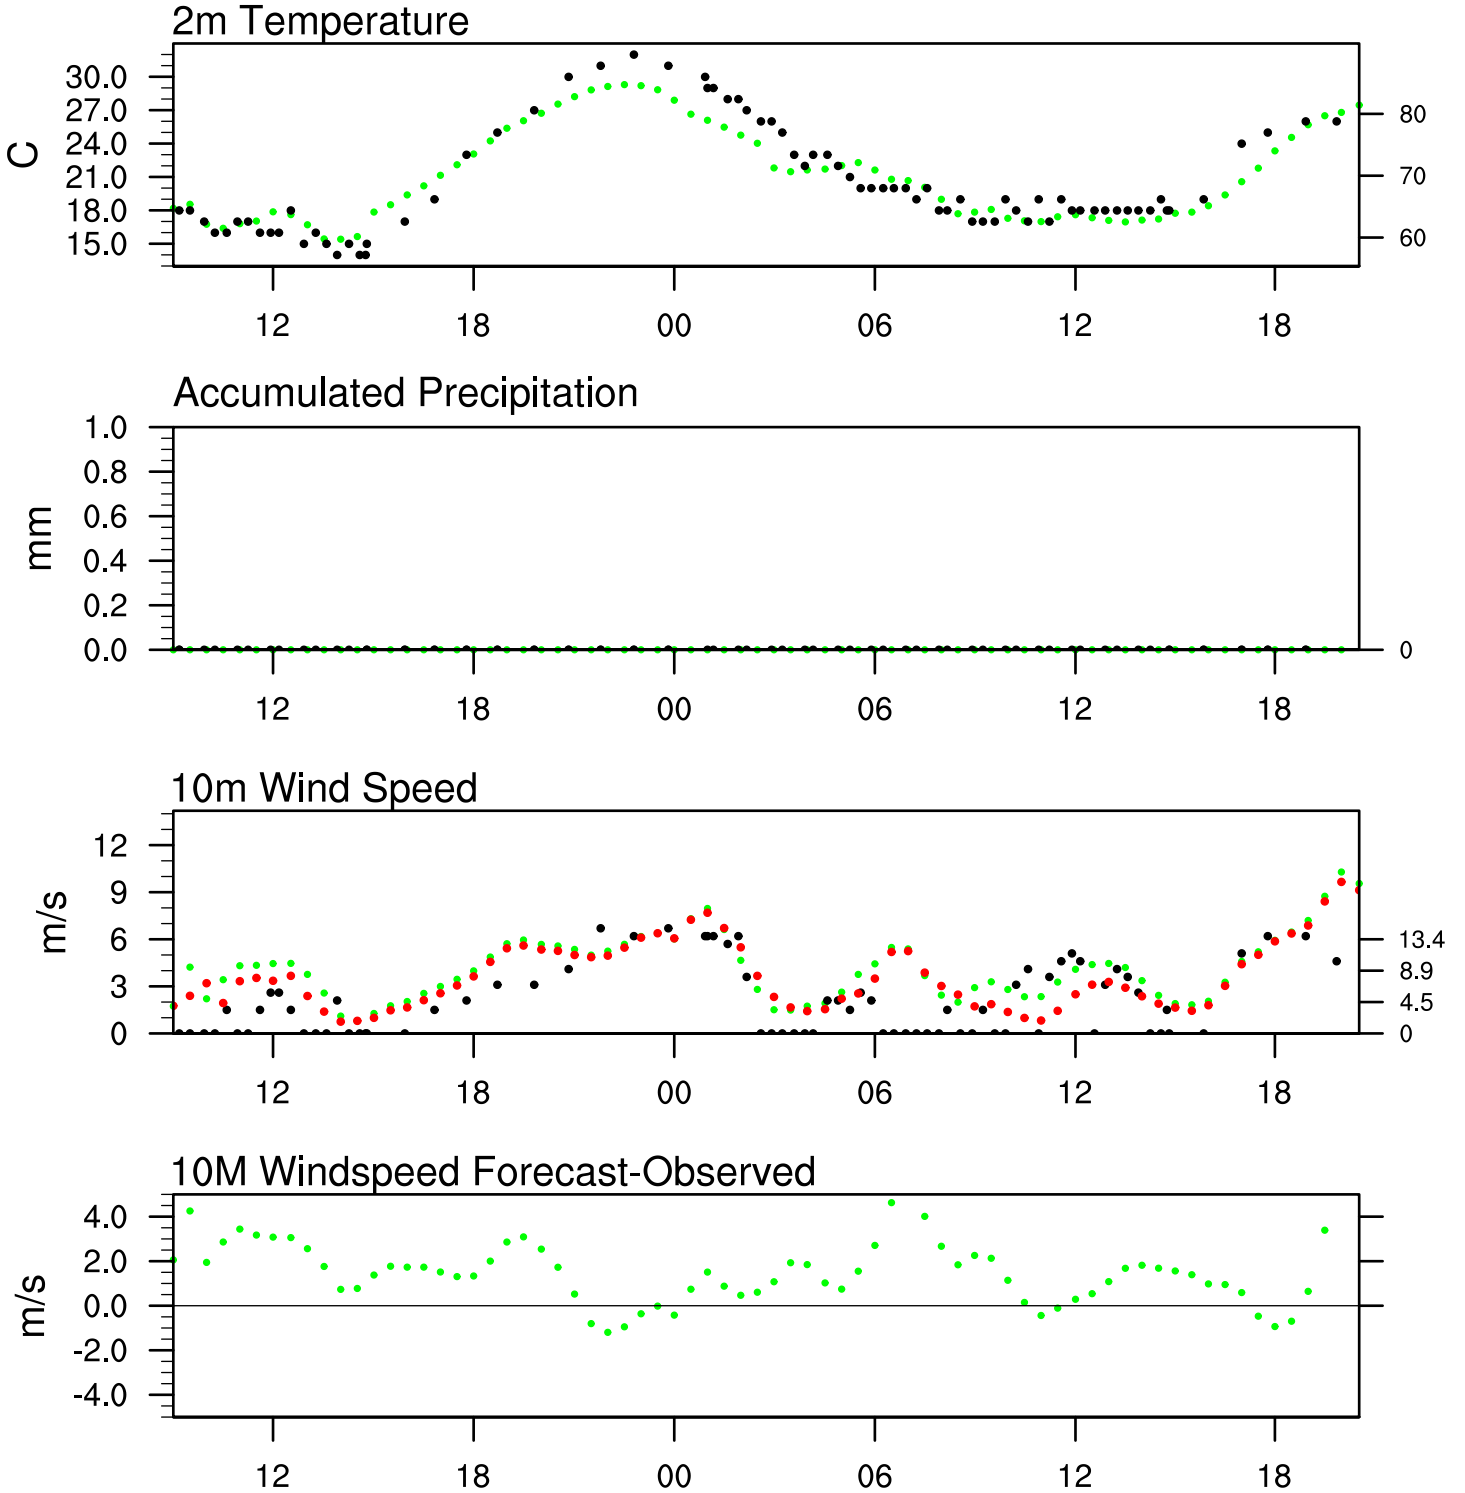 2m Temperature
30.0
27.0
24.0
21.0
18.0
15.0
C
80
70
60
12 18 00 06 12 18
Accumulated Precipitation
1.0
0.8
0.6
0.4
0.2
0.0
mm
0
12 18 00 06 12 18
10m Wind Speed
12
9
6
3
0
m/s
13.4
8.9
4.5
0
12 18 00 06 12 18
10M Windspeed Forecast-Observed
4.0
2.0
0.0
-2.0
-4.0
m/s
12 18 00 06 12 18